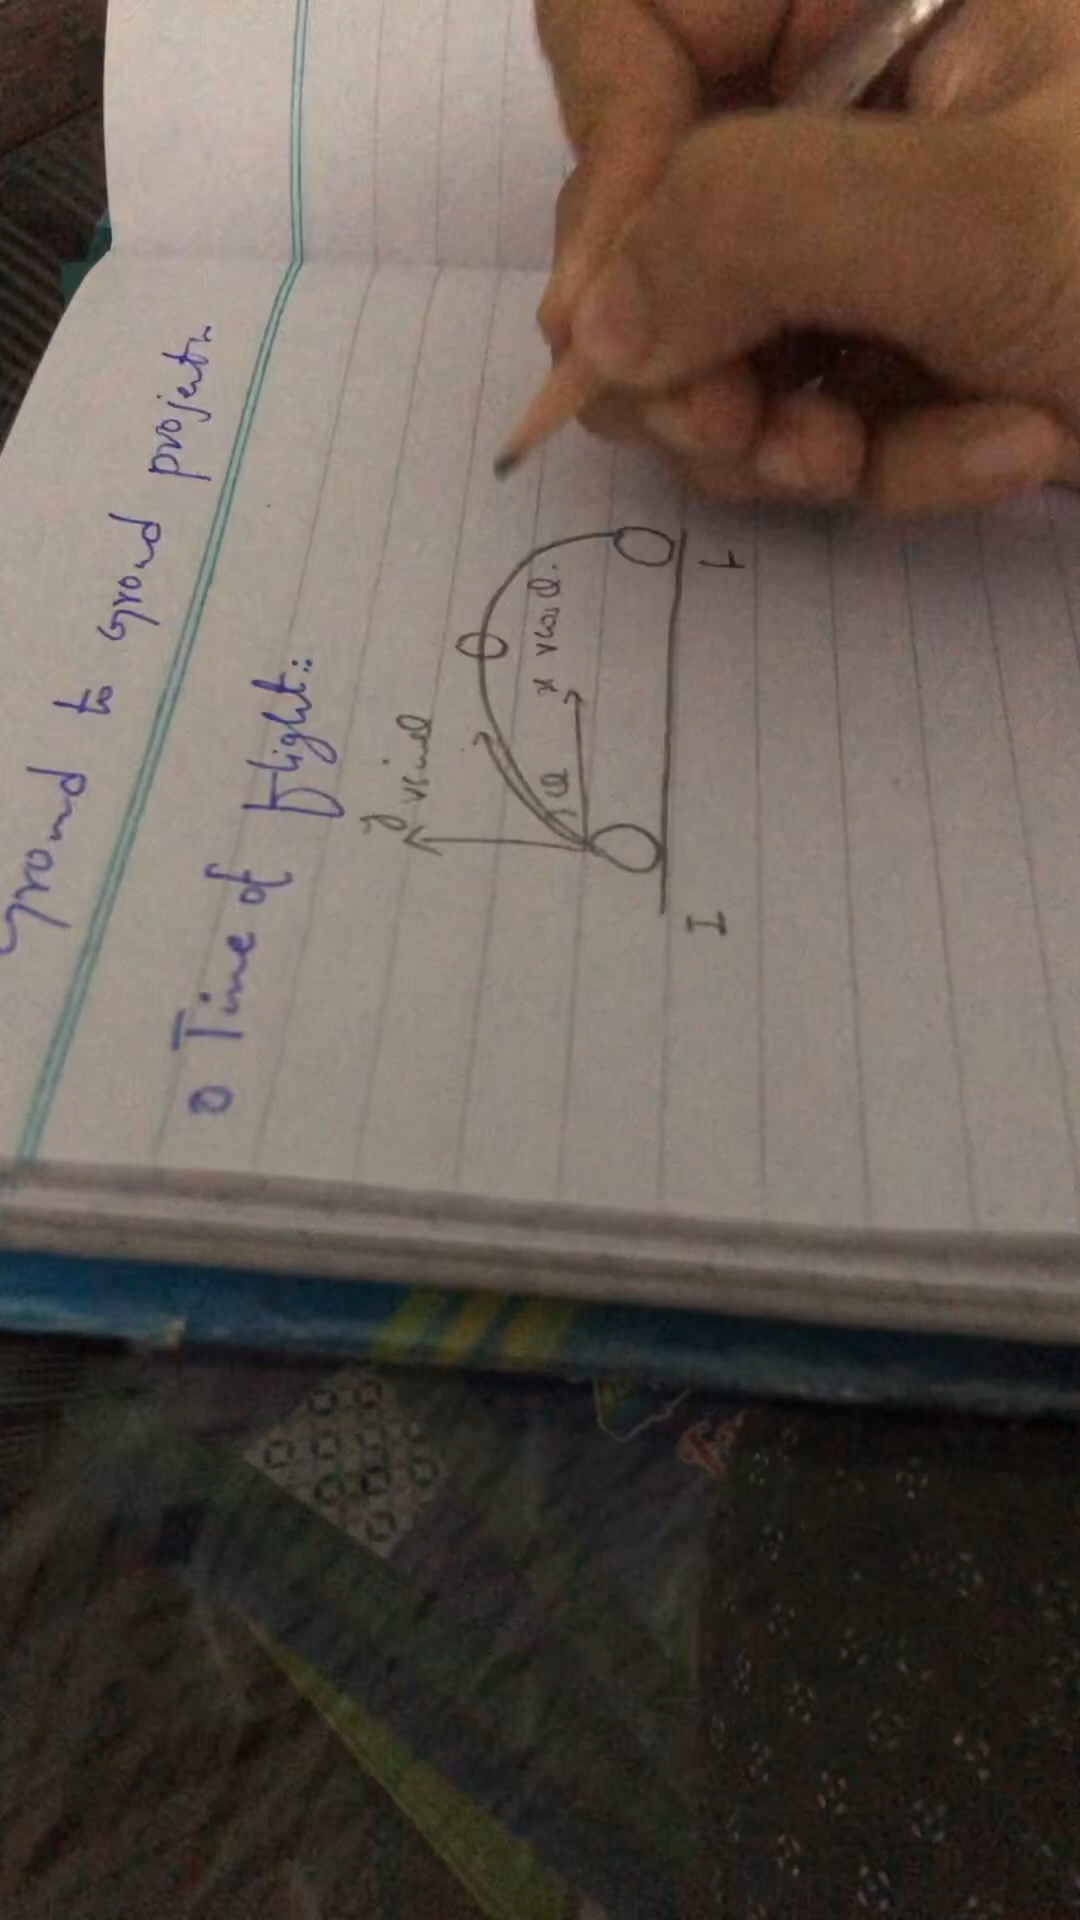 Ground to Ground projectn
Time of flight::
y vsinθ
θ x vcosθ.
I